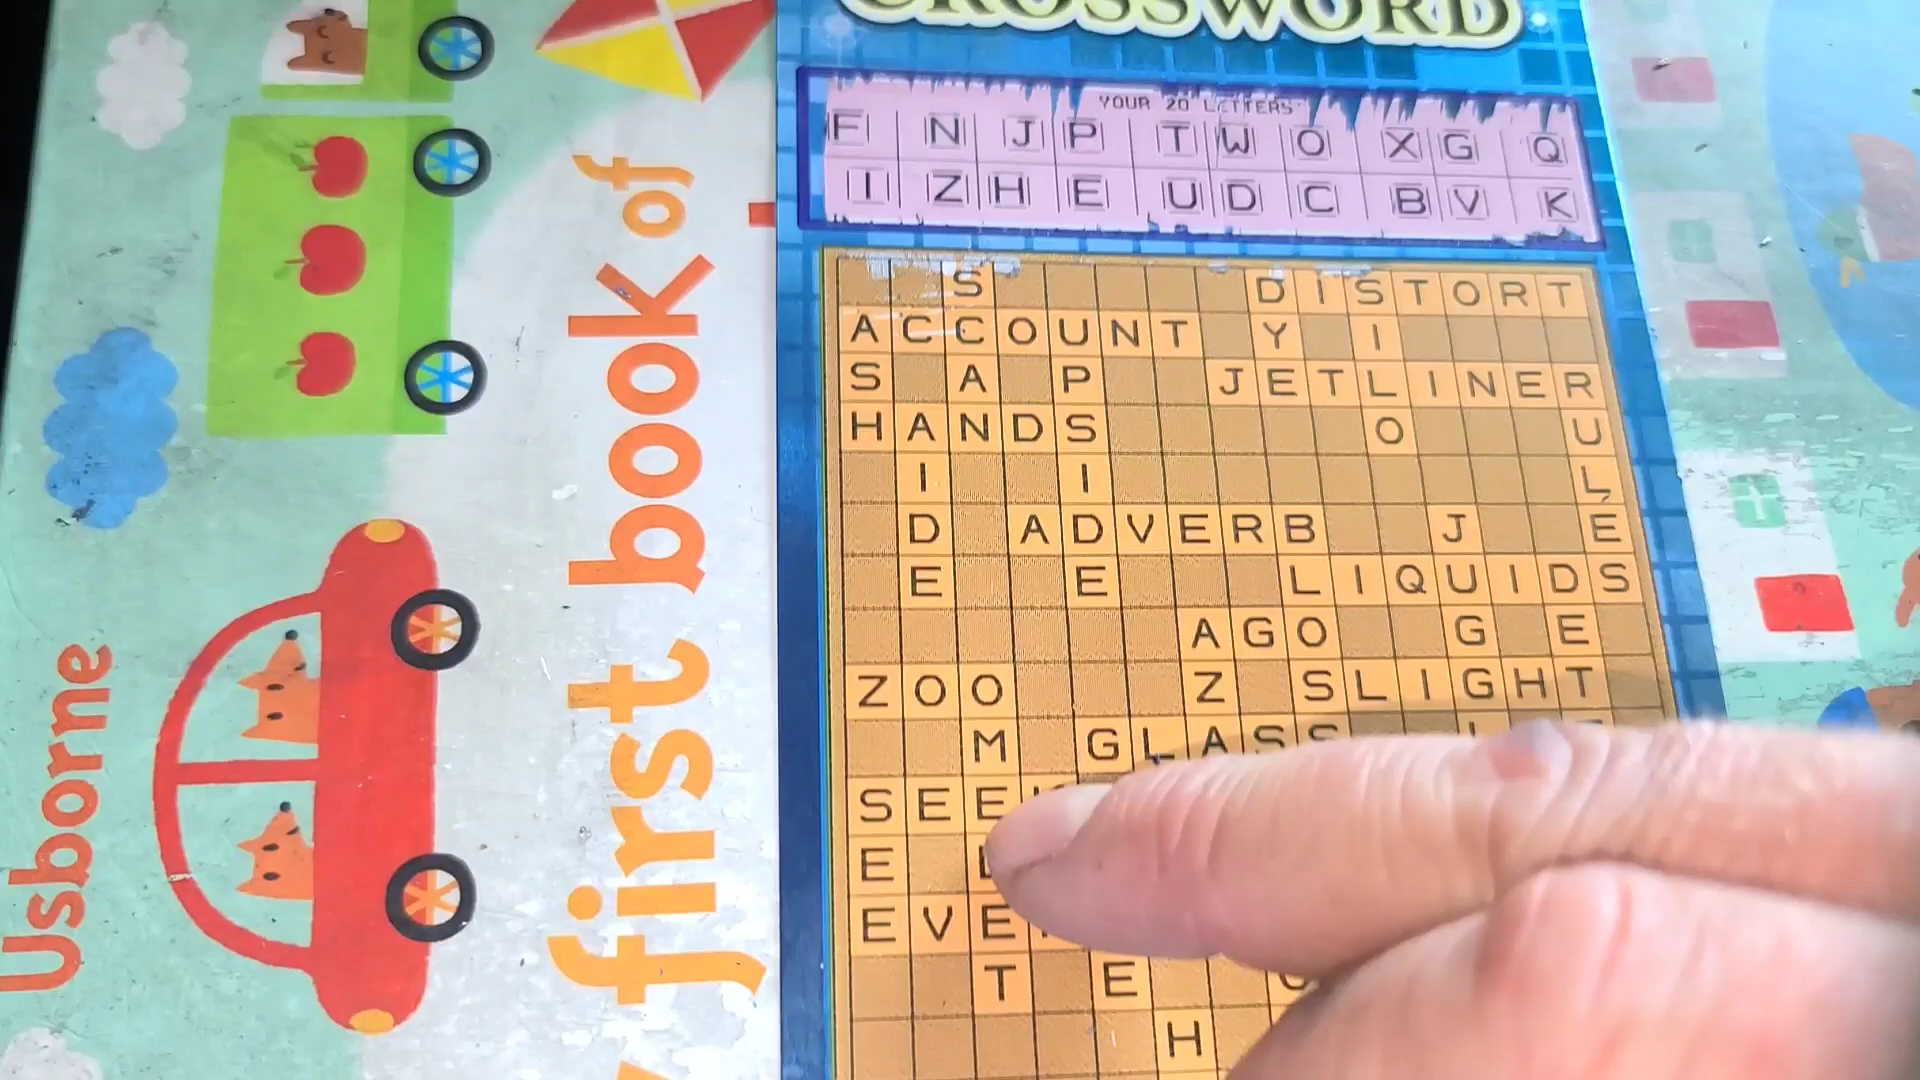 Usborne
first book of
CROSSWORD
YOUR 20 LETTERS
F N J P T W O X G Q
I Z H E U D C B V K
S DISTORT
ACCOUNT Y I
S A P JETLINER
HANDS O U
I I L
D ADVERB J E
E E LIQUIDS
AGO G E
ZOO Z SLIGHT
M GLASS
SEE
E
EVE
T E
H